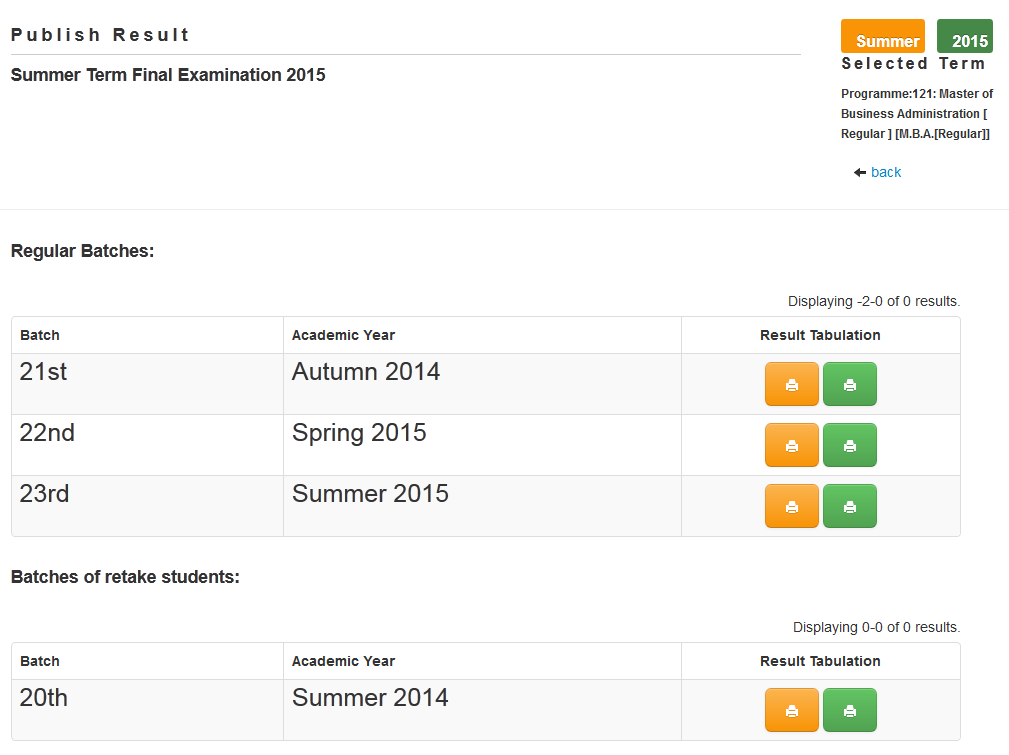 Publish Result
Summer Term Final Examination 2015
Summer 2015
Selected Term
Programme:121: Master of
Business Administration [
Regular ] [M.B.A.[Regular]]
back
Regular Batches:
Displaying -2-0 of 0 results.
Batch Academic Year Result Tabulation
21st Autumn 2014
22nd Spring 2015
23rd Summer 2015
Batches of retake students:
Displaying 0-0 of 0 results.
Batch Academic Year Result Tabulation
20th Summer 2014